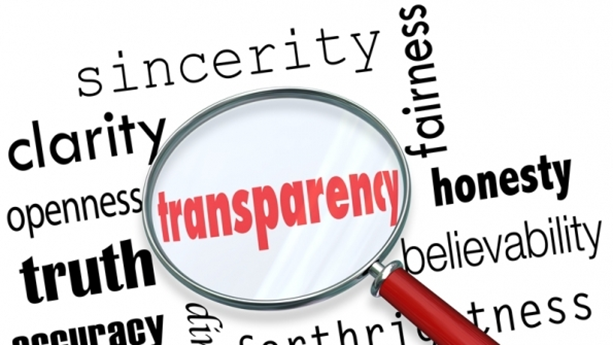 sincerity
fairness
clarity
transparency
honesty
openness
believability
truth
accuracy